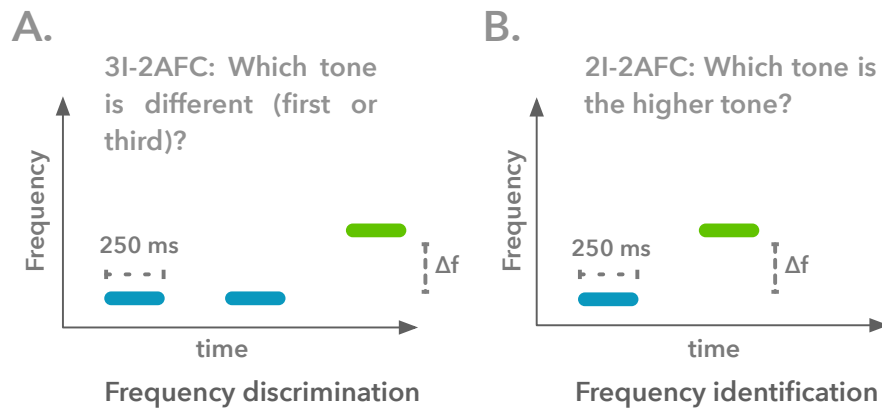 A.
3I-2AFC: Which tone
is different (first or
third)?
Frequency
250 ms
Δf
time
Frequency discrimination
B.
2I-2AFC: Which tone is
the higher tone?
Frequency
250 ms
Δf
time
Frequency identification